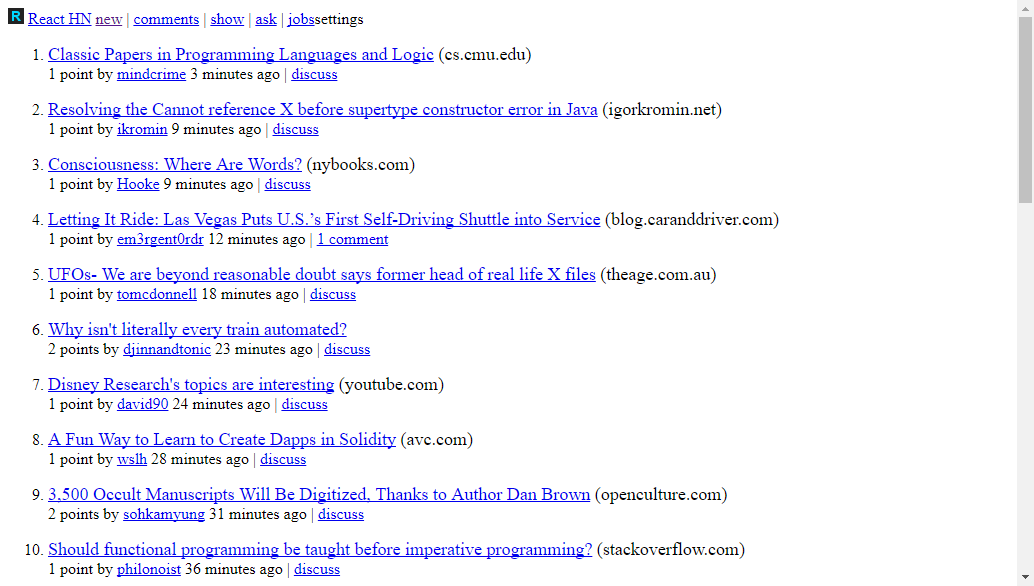 R React HN new | comments | show | ask | jobssettings
1. Classic Papers in Programming Languages and Logic (cs.cmu.edu)
1 point by mindcrime 3 minutes ago | discuss
2. Resolving the Cannot reference X before supertype constructor error in Java (igorkromin.net)
1 point by ikromin 9 minutes ago | discuss
3. Consciousness: Where Are Words? (nybooks.com)
1 point by Hooke 9 minutes ago | discuss
4. Letting It Ride: Las Vegas Puts U.S.’s First Self-Driving Shuttle into Service (blog.caranddriver.com)
1 point by em3rgent0rdr 12 minutes ago | 1 comment
5. UFOs- We are beyond reasonable doubt says former head of real life X files (theage.com.au)
1 point by tomcdonnell 18 minutes ago | discuss
6. Why isn't literally every train automated?
2 points by djinnandtonic 23 minutes ago | discuss
7. Disney Research's topics are interesting (youtube.com)
1 point by david90 24 minutes ago | discuss
8. A Fun Way to Learn to Create Dapps in Solidity (avc.com)
1 point by wslh 28 minutes ago | discuss
9. 3,500 Occult Manuscripts Will Be Digitized, Thanks to Author Dan Brown (openculture.com)
2 points by sohkamyung 31 minutes ago | discuss
10. Should functional programming be taught before imperative programming? (stackoverflow.com)
1 point by philonoist 36 minutes ago | discuss